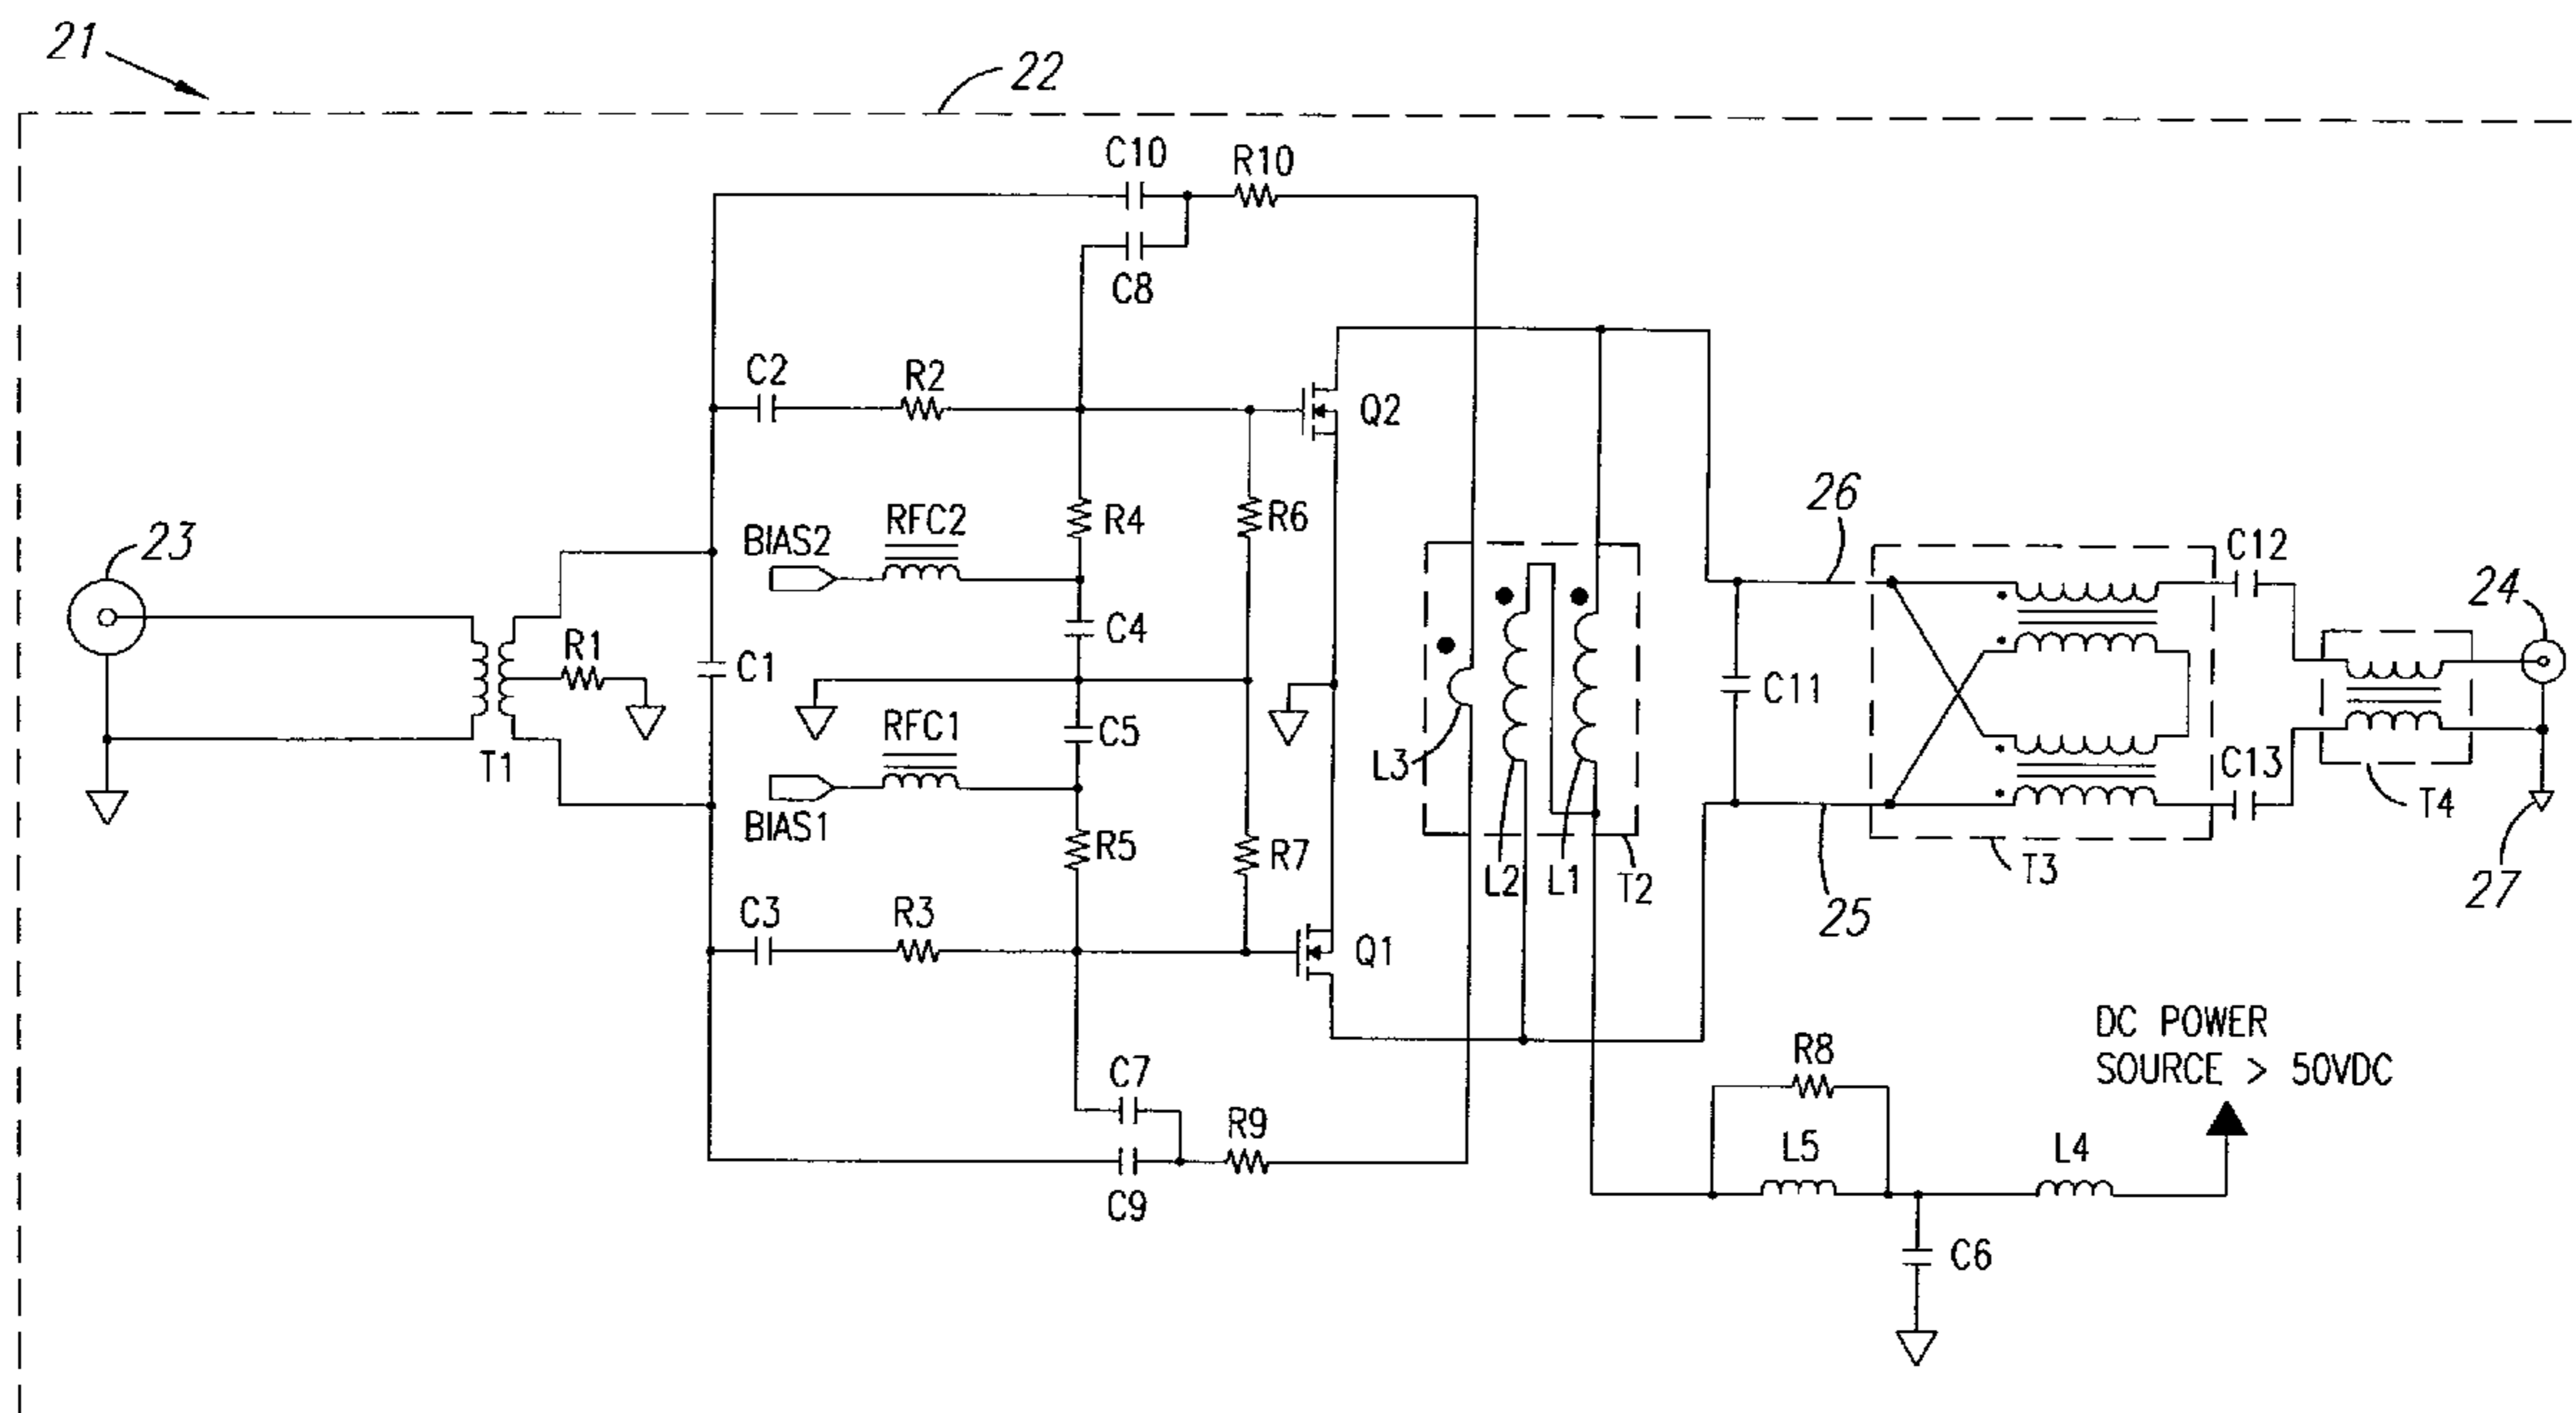 21
22
C10
R10
C8
C2
R2
Q2
23
BIAS2
RFC2
R4
R6
26
C12
24
R1
C1
C4
C11
T1
RFC1
C5
L3
C13
T4
BIAS1
R5
R7
L2
L1
T2
T3
27
25
C3
R3
Q1
DC POWER
SOURCE > 50VDC
C7
R9
R8
L5
L4
C9
C6